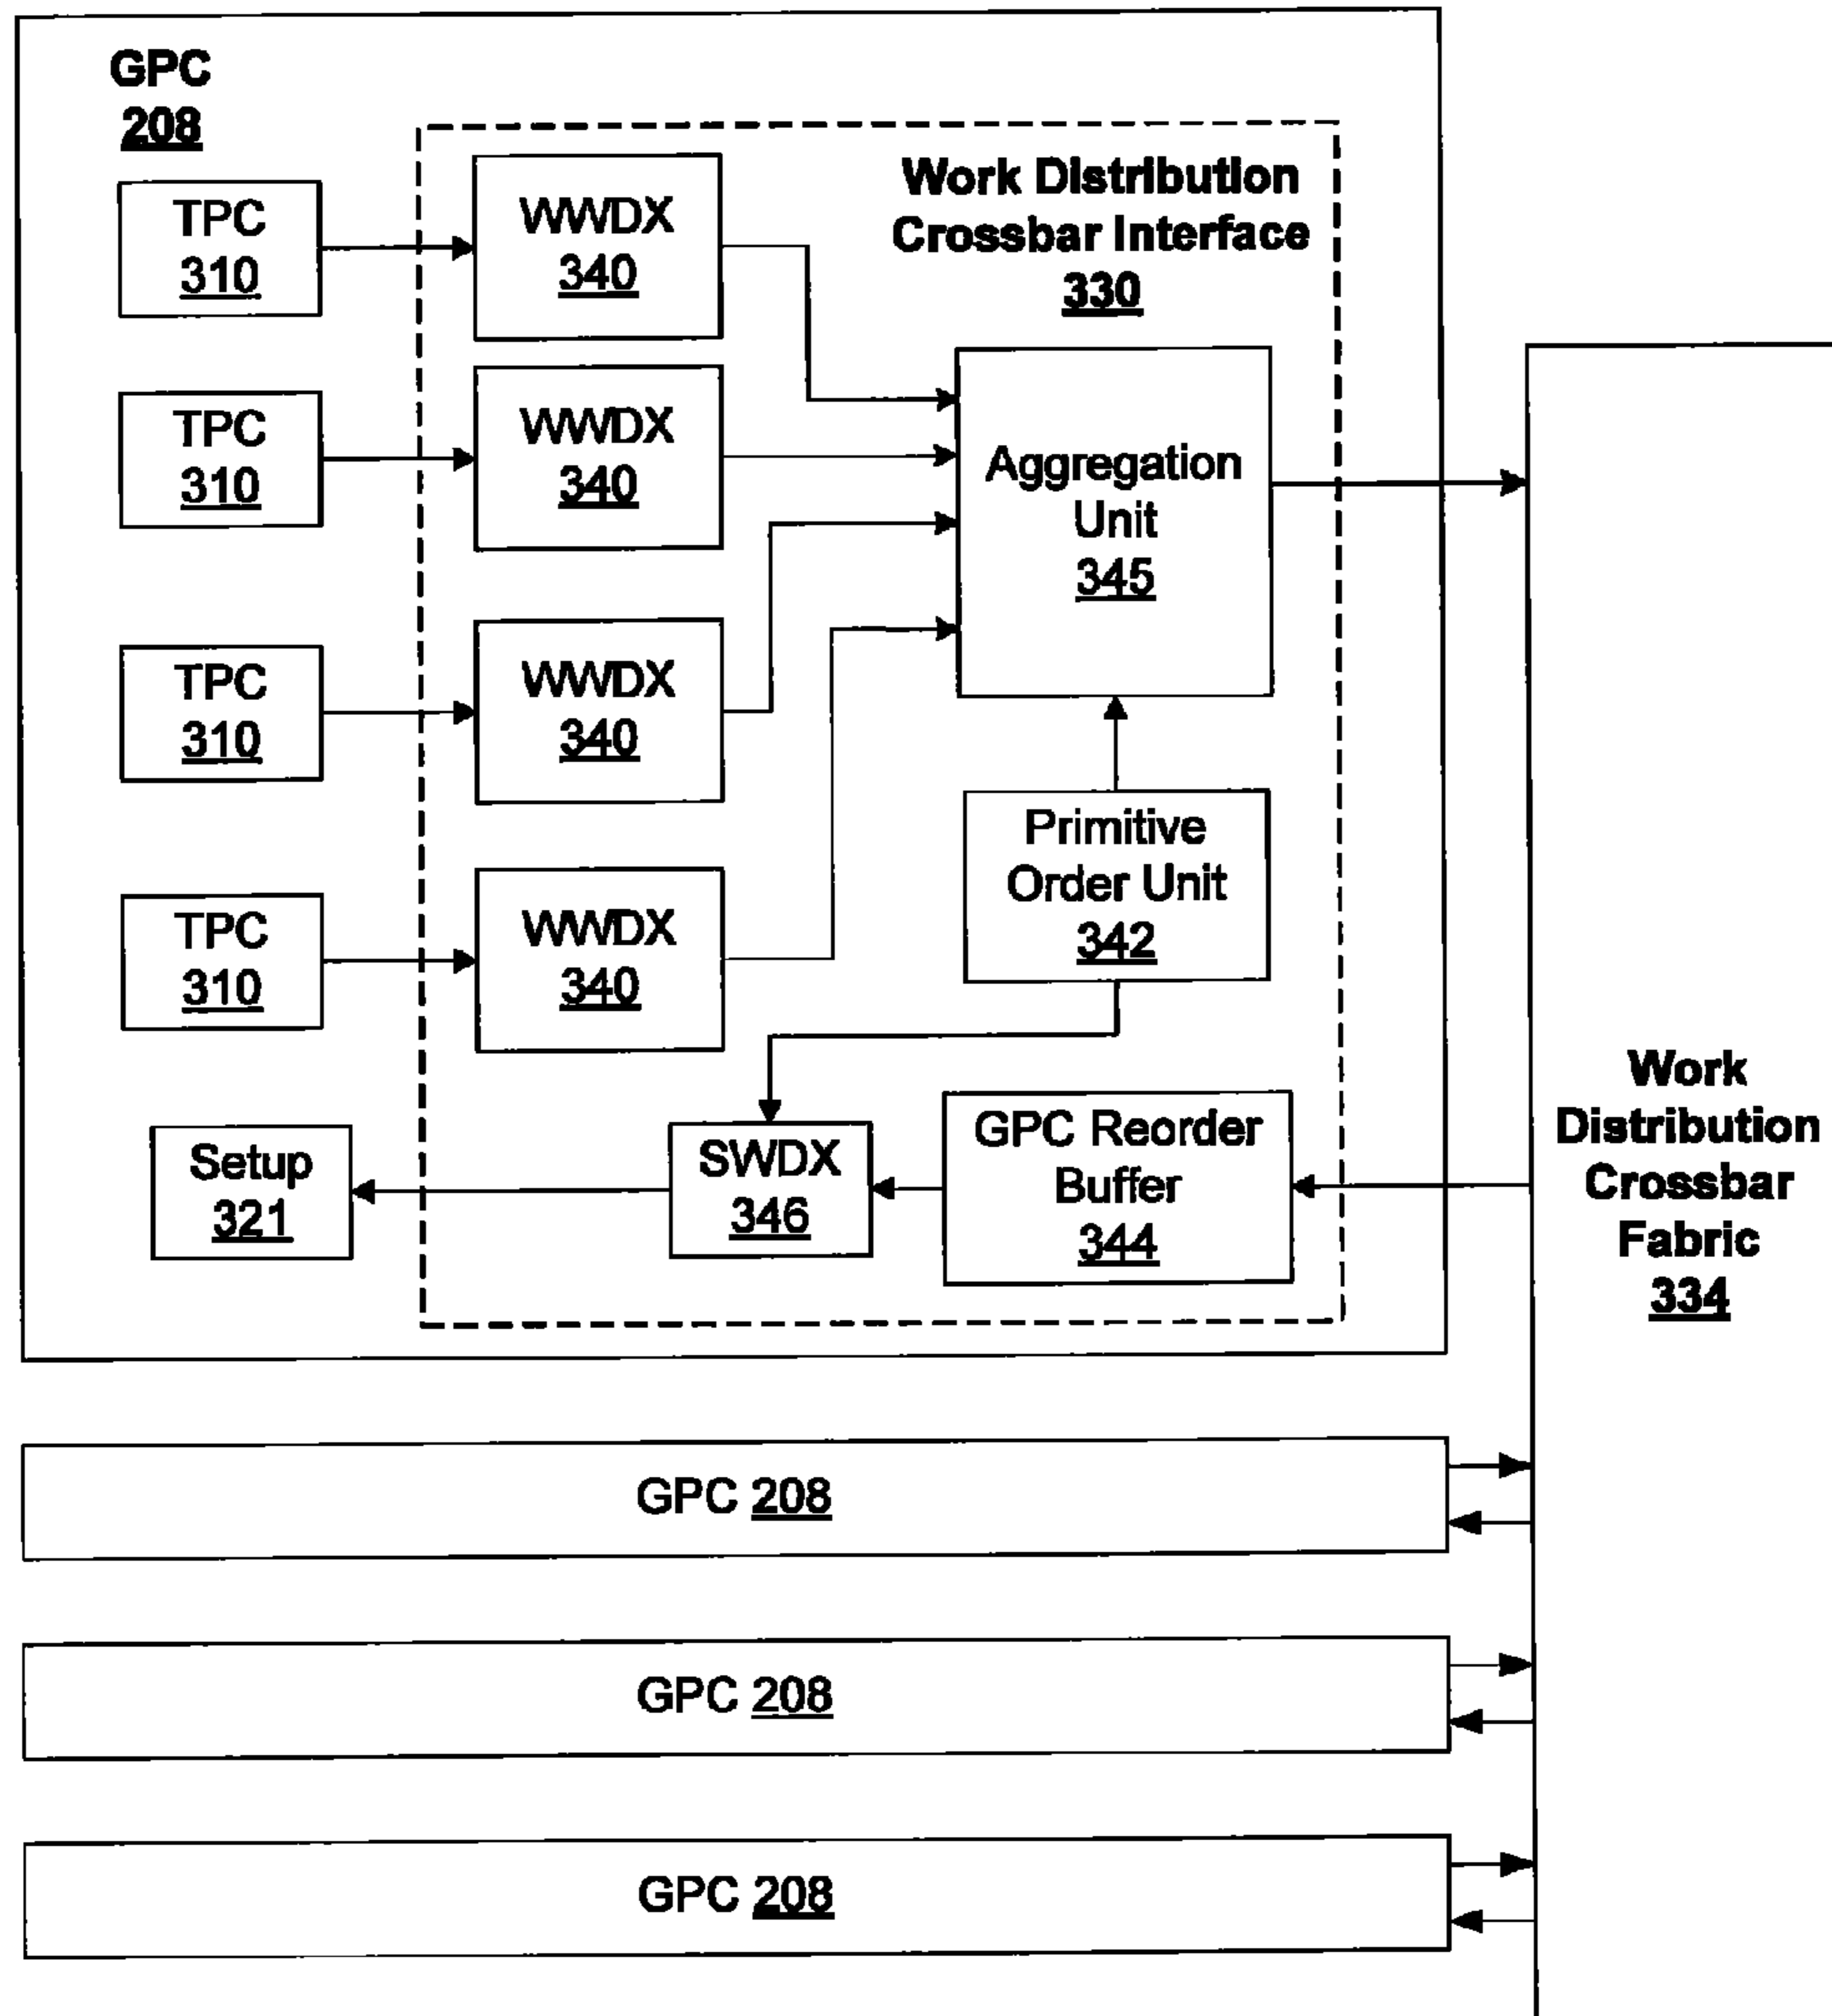 GPC
208
Work Distribution
Crossbar Interface
330
TPC
310
WWDX
340
TPC
310
WWDX
340
Aggregation
Unit
345
TPC
310
WWDX
340
Primitive
Order Unit
342
TPC
310
WWDX
340
Setup
321
SWDX
346
GPC Reorder
Buffer
344
Work
Distribution
Crossbar
Fabric
334
GPC 208
GPC 208
GPC 208